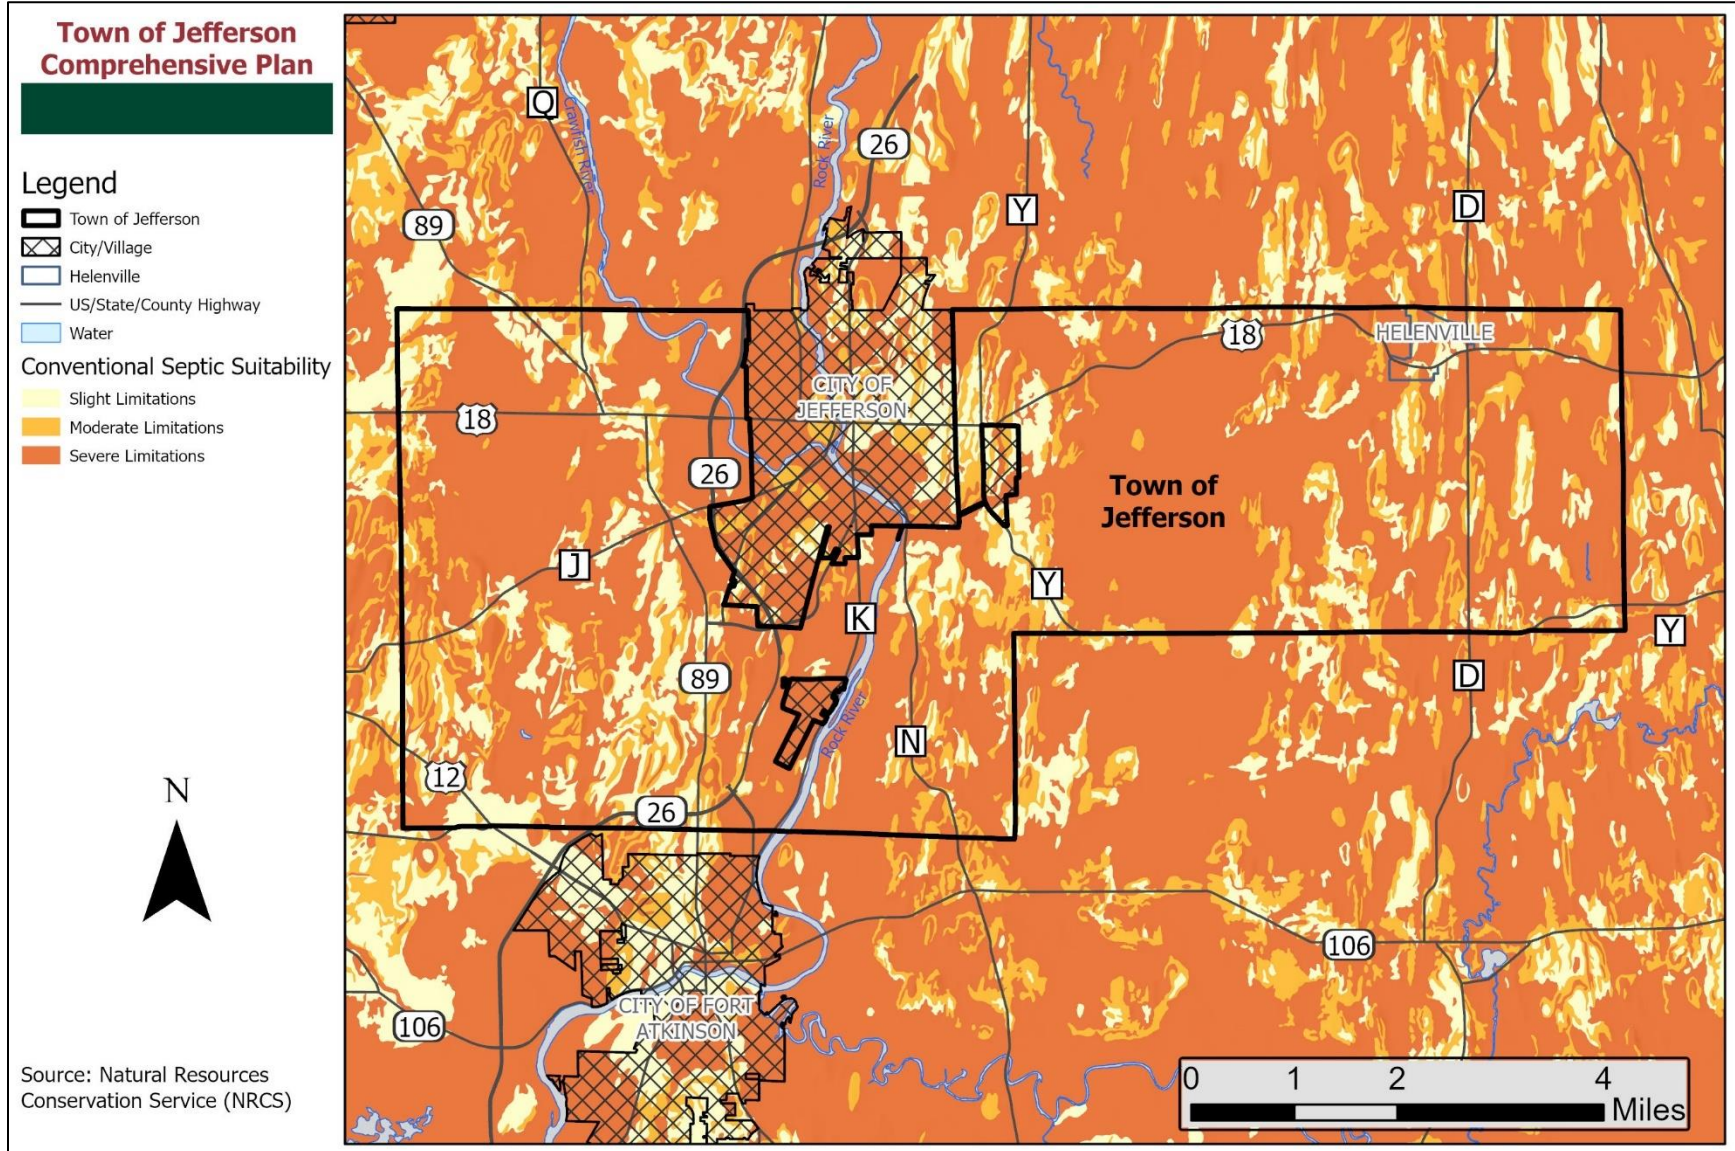 Town of Jefferson
Comprehensive Plan
Legend
Town of Jefferson
City/Village
Helenville
US/State/County Highway
Water
Conventional Septic Suitability
Slight Limitations
Moderate Limitations
Severe Limitations
N
Source: Natural Resources
Conservation Service (NRCS)
Q
Crawfish River
Rock River
26
89
Y
D
18
HELENVILLE
CITY OF
JEFFERSON
18
26
Town of
Jefferson
J
Y
K
Y
89
D
Rock River
N
12
26
106
CITY OF FORT
ATKINSON
106
0 1 2 4
Miles